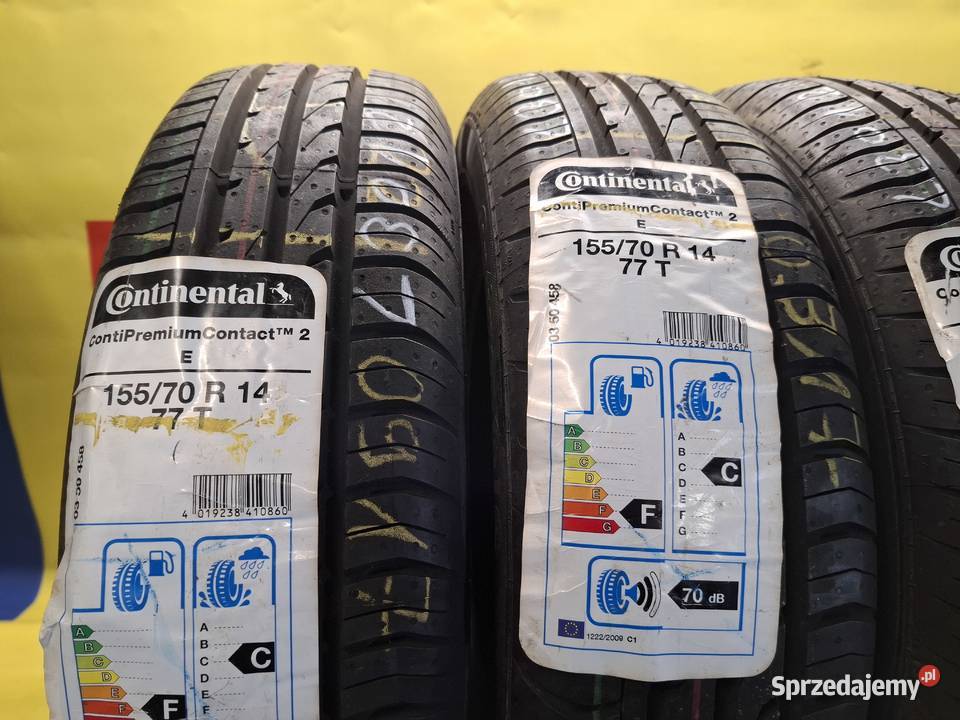 Continental
ContiPremiumContact™ 2
E
155/70 R 14
77 T
03 50 458
4 019238 410860
A
B
C
D
E
F
A
B
C
E
F
C
F
Continental
ContiPremiumContact™ 2
E
155/70 R 14
77 T
03 50 458
4 019238 410860
A
B
C
D
E
F
G
F
A
B
C
D
E
F
G
C
70 dB
1222/2009 C1
Sprzedajemy.pl